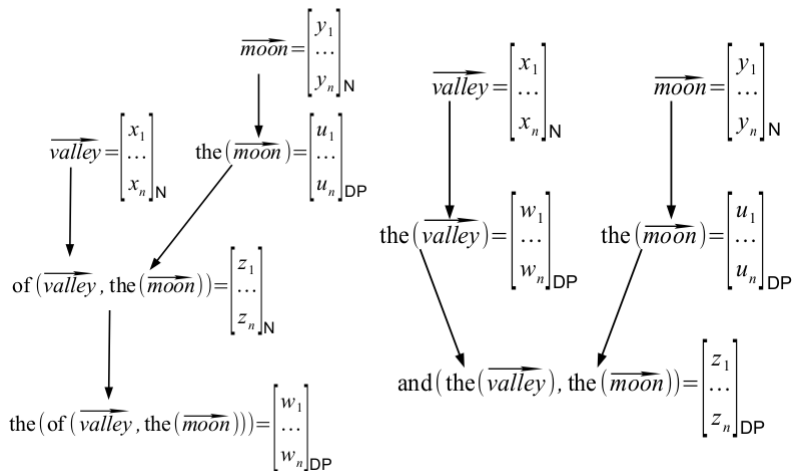 moon = [y₁ … yₙ]N
valley = [x₁ … xₙ]N
the(moon) = [u₁ … uₙ]DP
of(valley, the(moon)) = [z₁ … zₙ]N
the(of(valley, the(moon))) = [w₁ … wₙ]DP
valley = [x₁ … xₙ]N
moon = [y₁ … yₙ]N
the(valley) = [w₁ … wₙ]DP
the(moon) = [u₁ … uₙ]DP
and(the(valley), the(moon)) = [z₁ … zₙ]DP